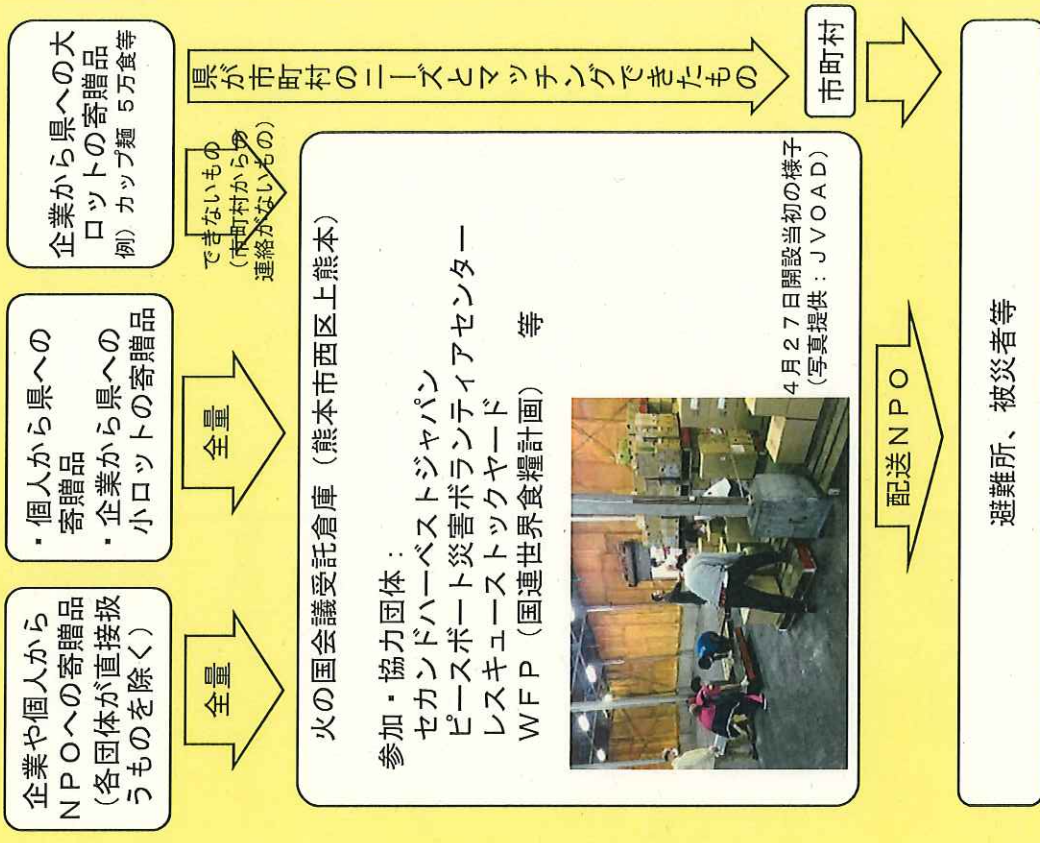 企業や個人から
NPOへの寄贈品
(各団体が直接扱
うものを除く)
全量
・個人から県への
寄贈品
・企業から県への
小ロットの寄贈品
全量
企業から県への大
ロットの寄贈品
例)カップ麺 5万食等
できないもの
(市町村からの
連絡がないもの)
県が市町村のニーズとマッチングできたもの
市町村
火の国会議受託倉庫(熊本市西区上熊本)
参加・協力団体:
セカンドハーベストジャパン
ピースボート災害ボランティアセンター
レスキューストックヤード
WFP(国連世界食糧計画) 等
4月27日開設当初の様子
(写真提供:JVOAD)
配送NPO
避難所、被災者等